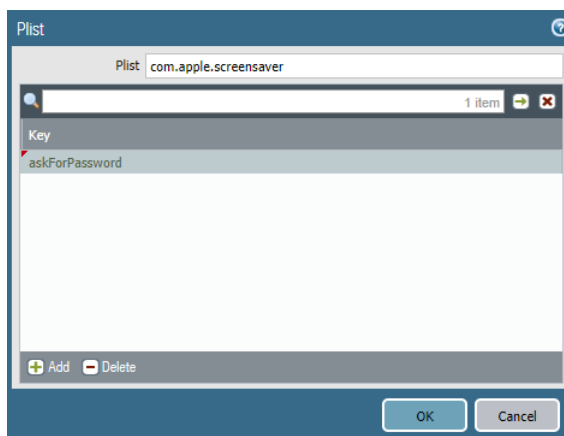 Plist
Plist com.apple.screensaver
1 item
Key
askForPassword
Add Delete
OK Cancel